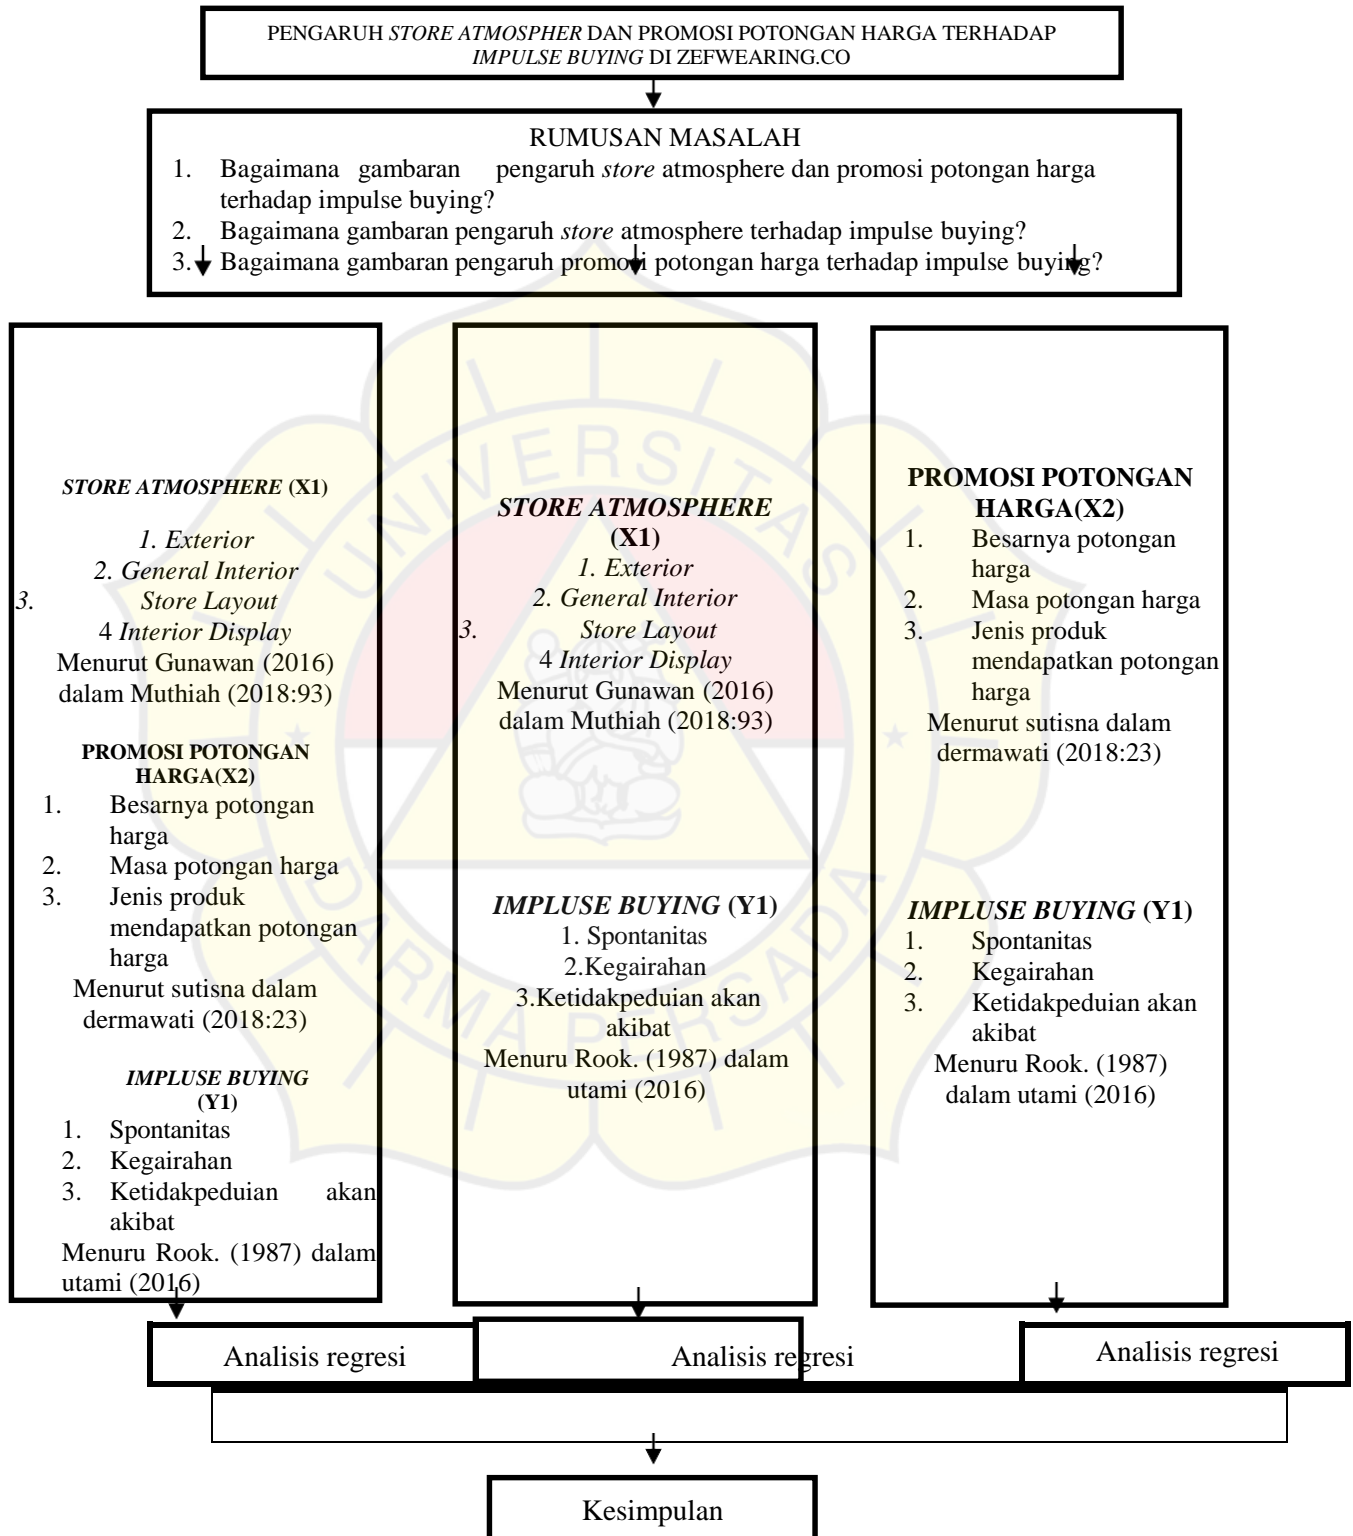 PENGARUH STORE ATMOSPHER DAN PROMOSI POTONGAN HARGA TERHADAP
IMPULSE BUYING DI ZEFWEARING.CO
RUMUSAN MASALAH
1. Bagaimana gambaran pengaruh store atmosphere dan promosi potongan harga
terhadap impulse buying?
2. Bagaimana gambaran pengaruh store atmosphere terhadap impulse buying?
3. Bagaimana gambaran pengaruh promosi potongan harga terhadap impulse buying?
STORE ATMOSPHERE (X1)
1. Exterior
2. General Interior
3. Store Layout
4 Interior Display
Menurut Gunawan (2016)
dalam Muthiah (2018:93)
PROMOSI POTONGAN
HARGA(X2)
1. Besarnya potongan
harga
2. Masa potongan harga
3. Jenis produk
mendapatkan potongan
harga
Menurut sutisna dalam
dermawati (2018:23)
IMPLUSE BUYING
(Y1)
1. Spontanitas
2. Kegairahan
3. Ketidakpeduian akan
akibat
Menuru Rook. (1987) dalam
utami (2016)
STORE ATMOSPHERE
(X1)
1. Exterior
2. General Interior
3. Store Layout
4 Interior Display
Menurut Gunawan (2016)
dalam Muthiah (2018:93)
IMPLUSE BUYING (Y1)
1. Spontanitas
2.Kegairahan
3.Ketidakpeduian akan
akibat
Menuru Rook. (1987) dalam
utami (2016)
PROMOSI POTONGAN
HARGA(X2)
1. Besarnya potongan
harga
2. Masa potongan harga
3. Jenis produk
mendapatkan potongan
harga
Menurut sutisna dalam
dermawati (2018:23)
IMPLUSE BUYING (Y1)
1. Spontanitas
2. Kegairahan
3. Ketidakpeduian akan
akibat
Menuru Rook. (1987)
dalam utami (2016)
Analisis regresi
Analisis regresi
Analisis regresi
Kesimpulan
UNIVERSITAS
DARMA PERSADA